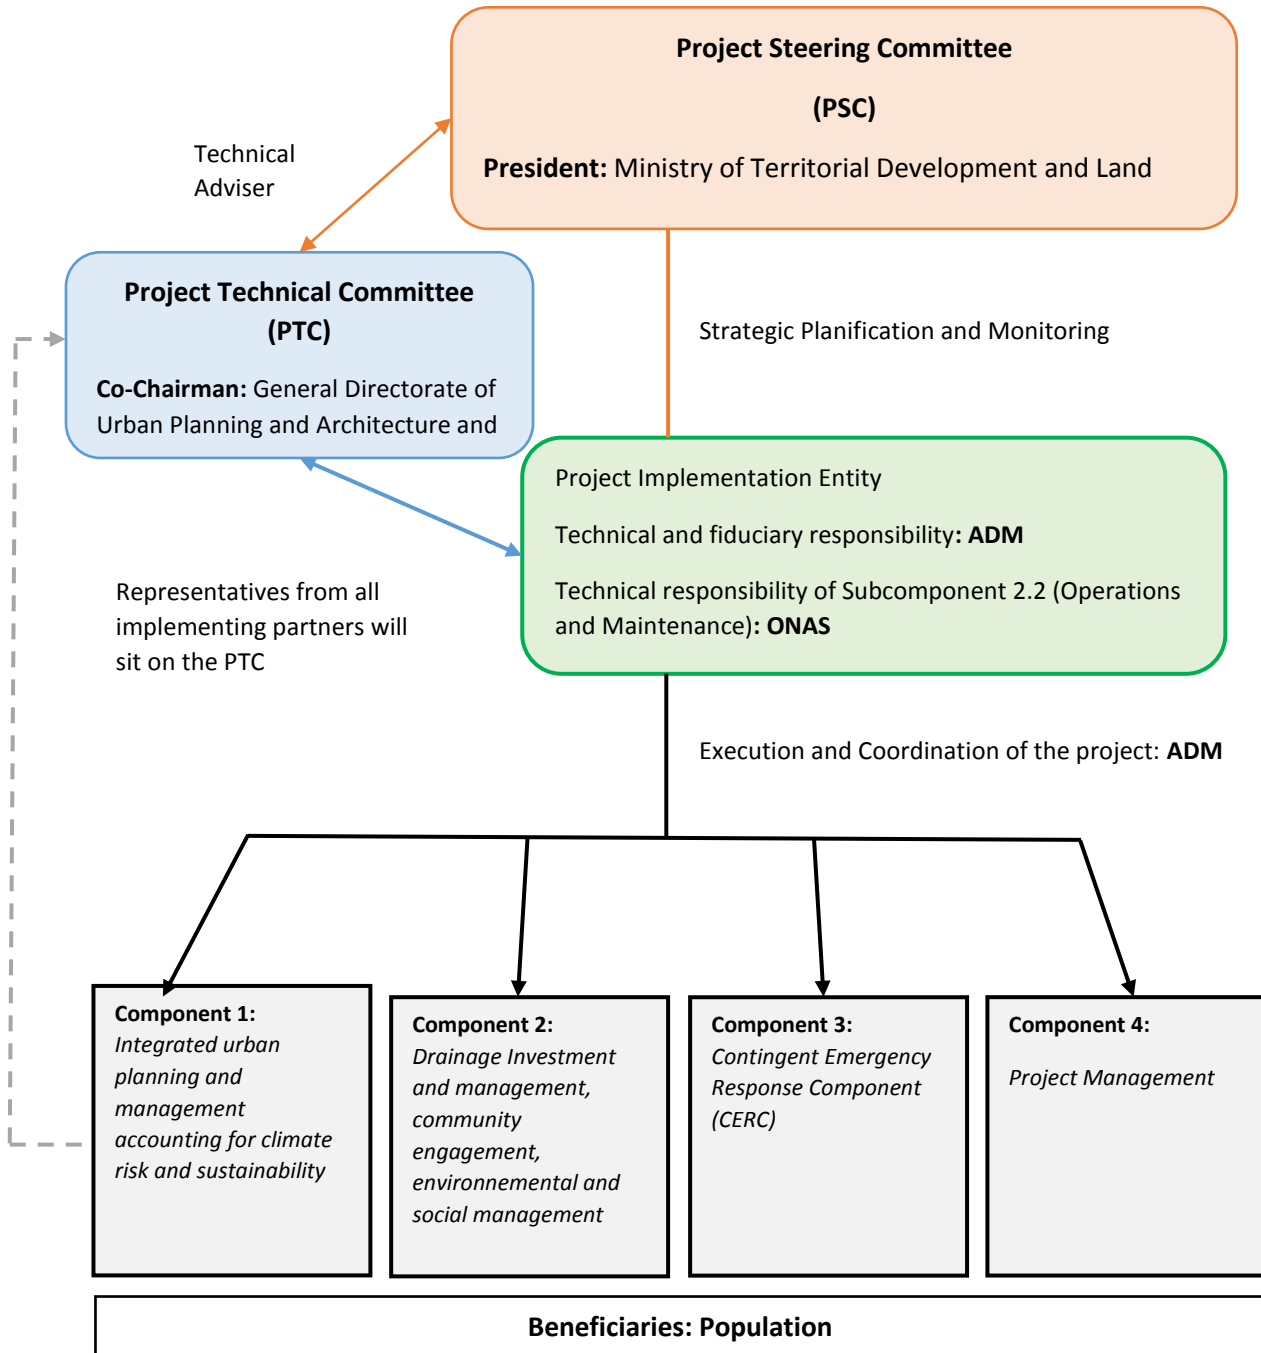 Project Steering Committee
(PSC)
President: Ministry of Territorial Development and Land
Technical
Adviser
Project Technical Committee
(PTC)
Co-Chairman: General Directorate of
Urban Planning and Architecture and
Strategic Planification and Monitoring
Project Implementation Entity
Technical and fiduciary responsibility: ADM
Technical responsibility of Subcomponent 2.2 (Operations
and Maintenance): ONAS
Representatives from all
implementing partners will
sit on the PTC
Execution and Coordination of the project: ADM
Component 1:
Integrated urban
planning and
management
accounting for climate
risk and sustainability
Component 2:
Drainage Investment
and management,
community
engagement,
environnemental and
social management
Component 3:
Contingent Emergency
Response Component
(CERC)
Component 4:
Project Management
Beneficiaries: Population